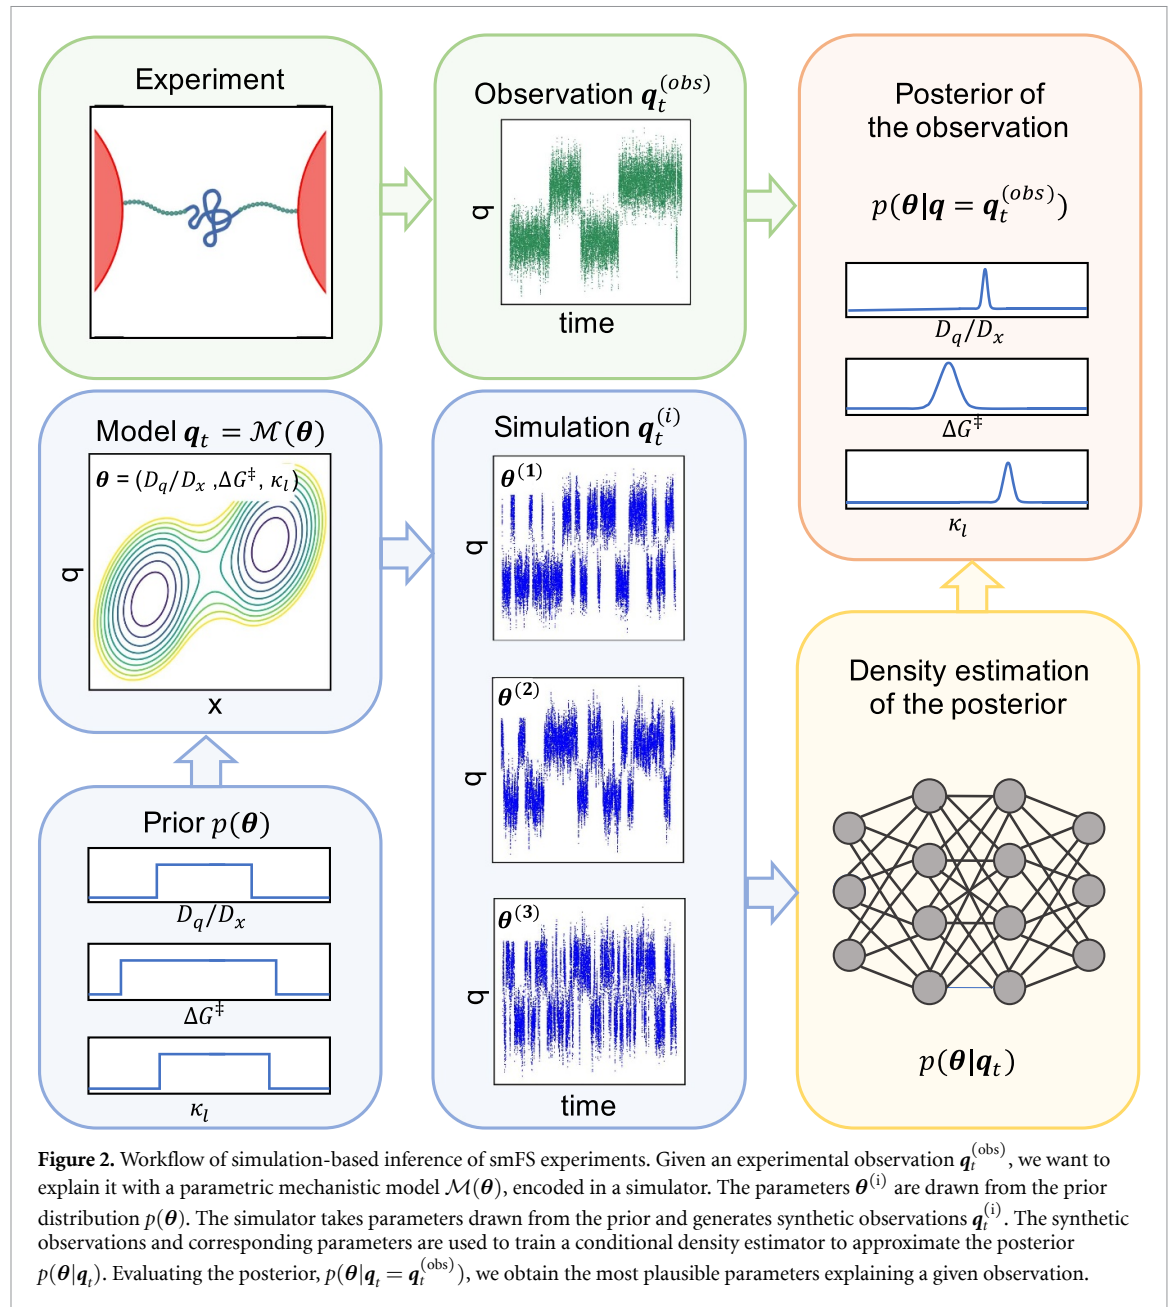 Experiment
Observation q_t^(obs)
q
time
Posterior of
the observation
p(θ|q = q_t^(obs))
D_q/D_x
ΔG^‡
κ_l
Model q_t = ℳ(θ)
θ = (D_q/D_x ,ΔG^‡, κ_l)
q
x
Simulation q_t^(i)
θ^(1)
q
θ^(2)
q
θ^(3)
q
time
Prior p(θ)
D_q/D_x
ΔG^‡
κ_l
Density estimation
of the posterior
p(θ|q_t)
Figure 2. Workflow of simulation-based inference of smFS experiments. Given an experimental observation q_t^(obs), we want to
explain it with a parametric mechanistic model ℳ(θ), encoded in a simulator. The parameters θ^(i) are drawn from the prior
distribution p(θ). The simulator takes parameters drawn from the prior and generates synthetic observations q_t^(i). The synthetic
observations and corresponding parameters are used to train a conditional density estimator to approximate the posterior
p(θ|q_t). Evaluating the posterior, p(θ|q_t = q_t^(obs)), we obtain the most plausible parameters explaining a given observation.